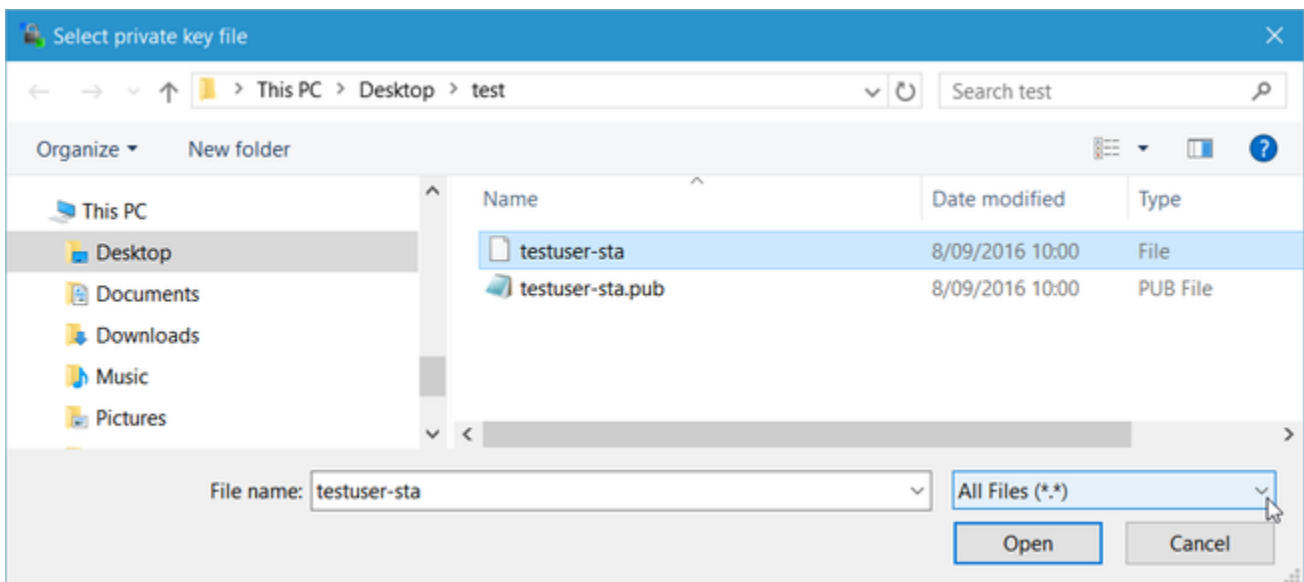 Select private key file
This PC > Desktop > test
Search test
Organize
New folder
This PC
Desktop
Documents
Downloads
Music
Pictures
Name Date modified Type
testuser-sta 8/09/2016 10:00 File
testuser-sta.pub 8/09/2016 10:00 PUB File
File name: testuser-sta
All Files (*.*)
Open Cancel